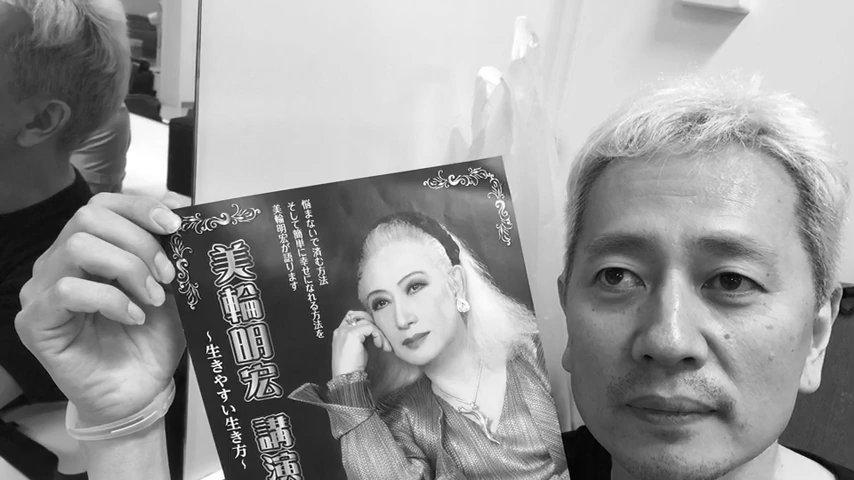 悩まないで済む方法
そして簡単に幸せになれる方法を
美輪明宏が語ります
美輪明宏 講演
～生きやすい生き方～